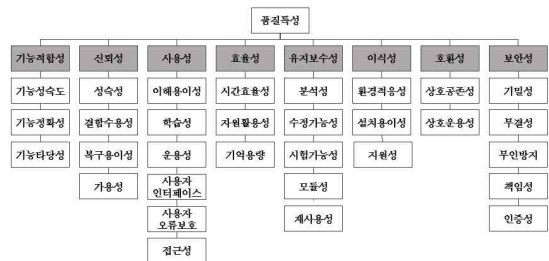 품질특성
기능적합성
신뢰성
사용성
효율성
유지보수성
이식성
호환성
보안성
기능성숙도
성숙성
이해용이성
시간효율성
분석성
환경적응성
상호공존성
기밀성
기능정확성
결함수용성
학습성
자원활용성
수정가능성
설치용이성
상호운용성
무결성
기능타당성
복구용이성
운용성
기억용량
시험가능성
지원성
부인방지
가용성
사용자
인터페이스
모듈성
책임성
사용자
오류보호
재사용성
인증성
접근성